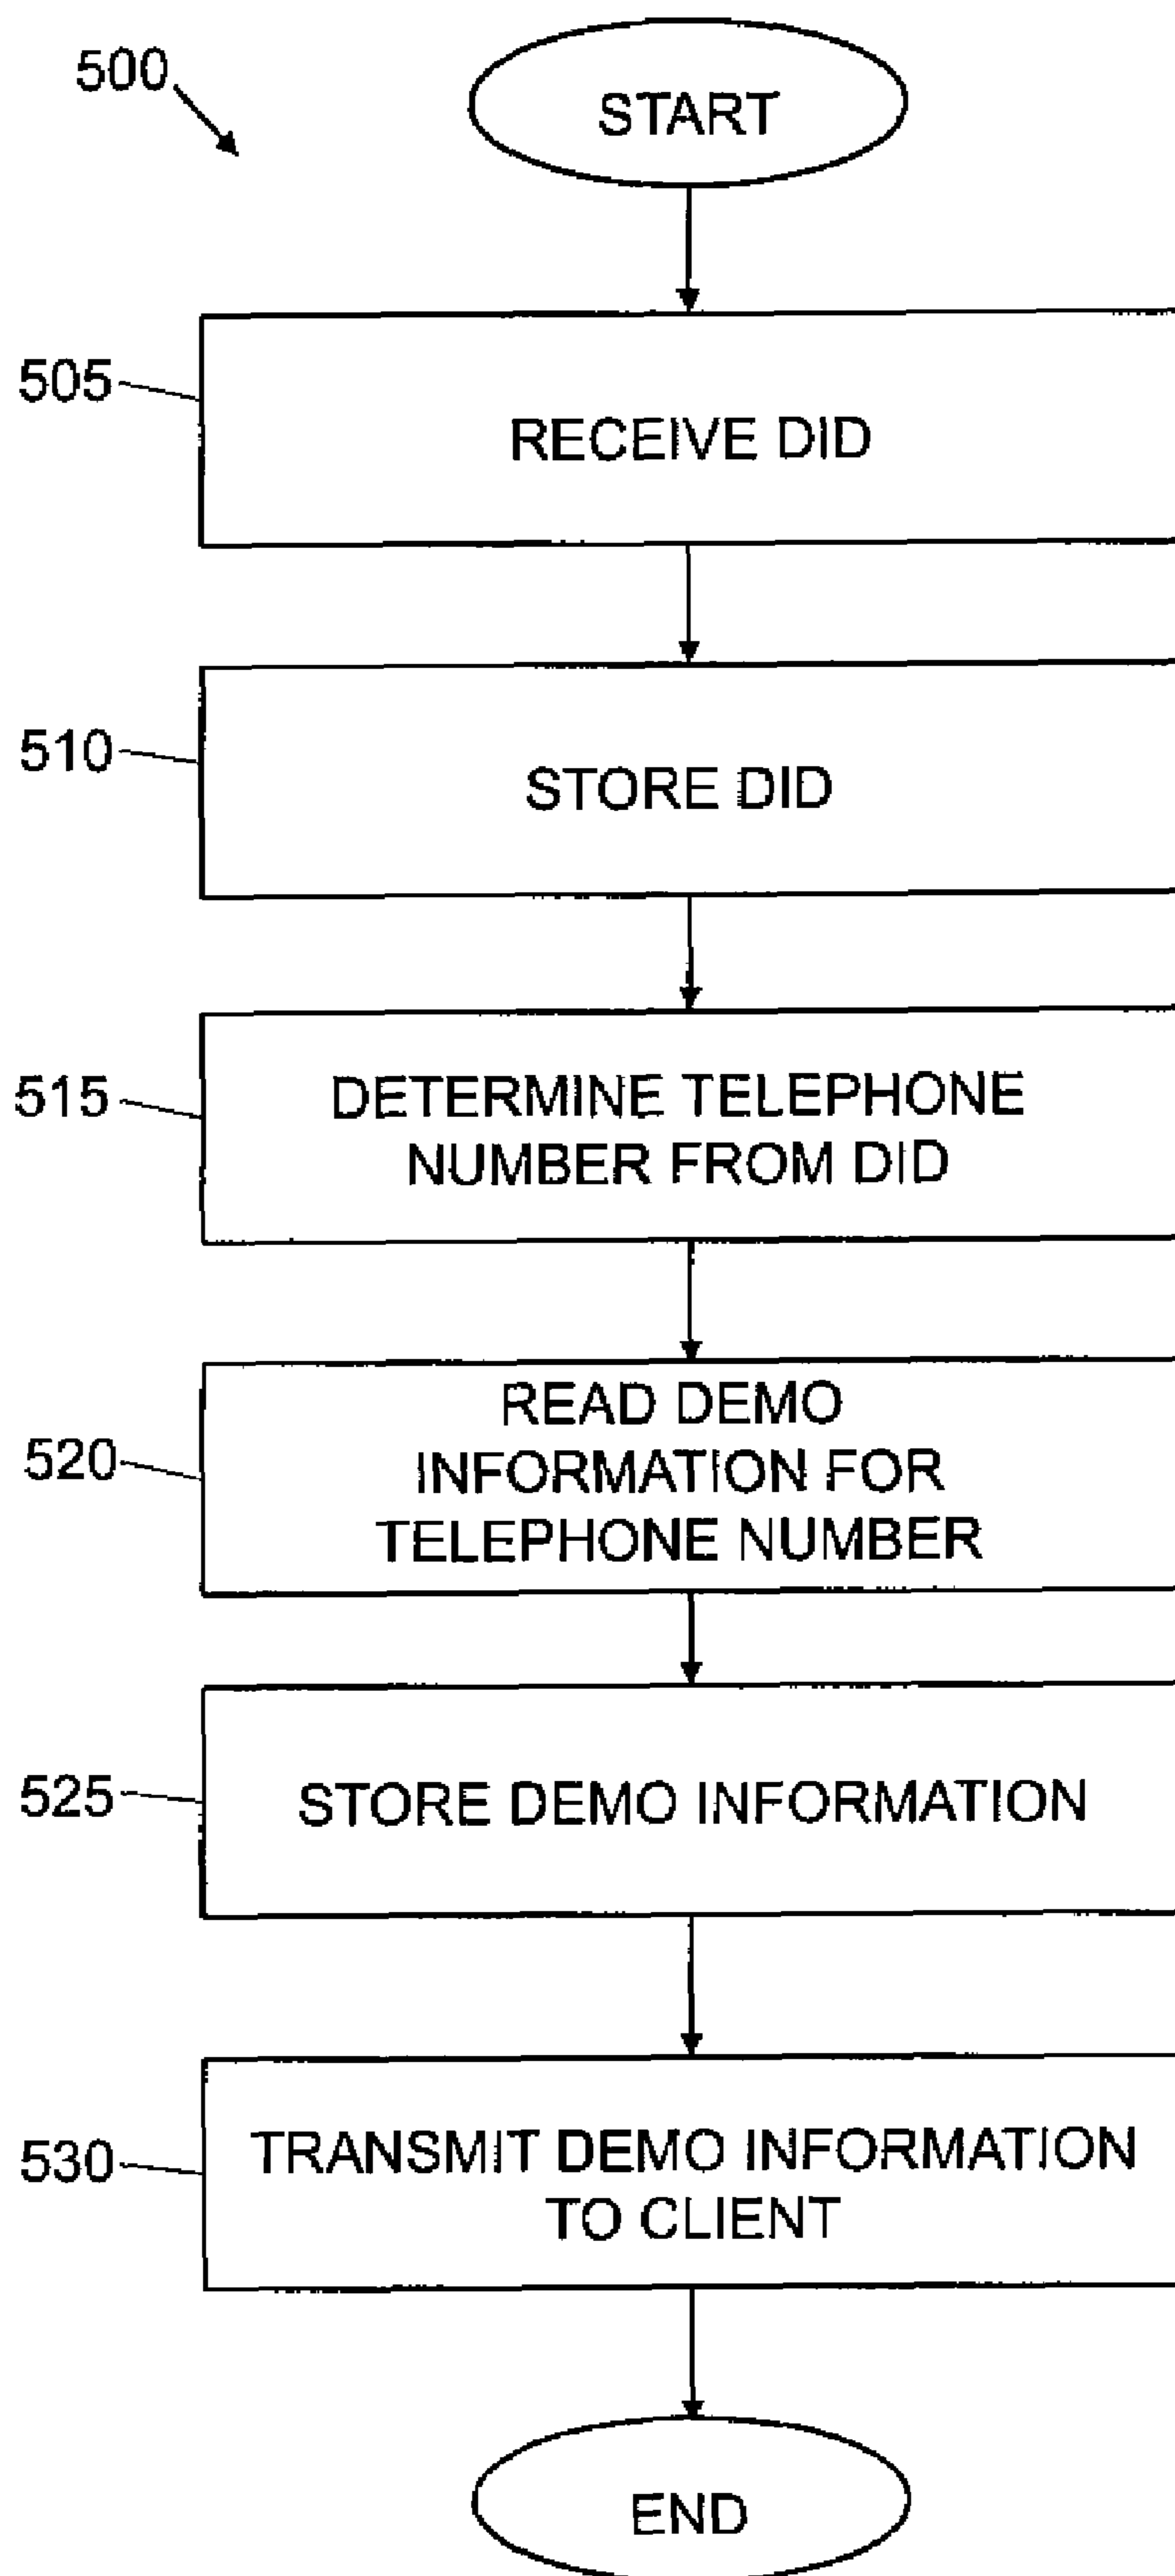 500
START
505
RECEIVE DID
510
STORE DID
515
DETERMINE TELEPHONE
NUMBER FROM DID
520
READ DEMO
INFORMATION FOR
TELEPHONE NUMBER
525
STORE DEMO INFORMATION
530
TRANSMIT DEMO INFORMATION
TO CLIENT
END